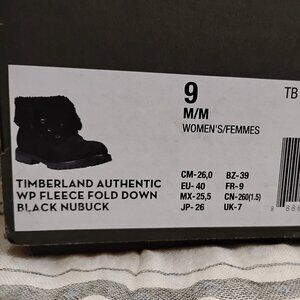 9
TB
M/M
WOMEN'S/FEMMES
CM-26,0 BZ-39
EU- 40 FR-9
MX-25,5 CN-260(1.5)
JP-26 UK-7
TIMBERLAND AUTHENTIC
WP FLEECE FOLD DOWN
BLACK NUBUCK